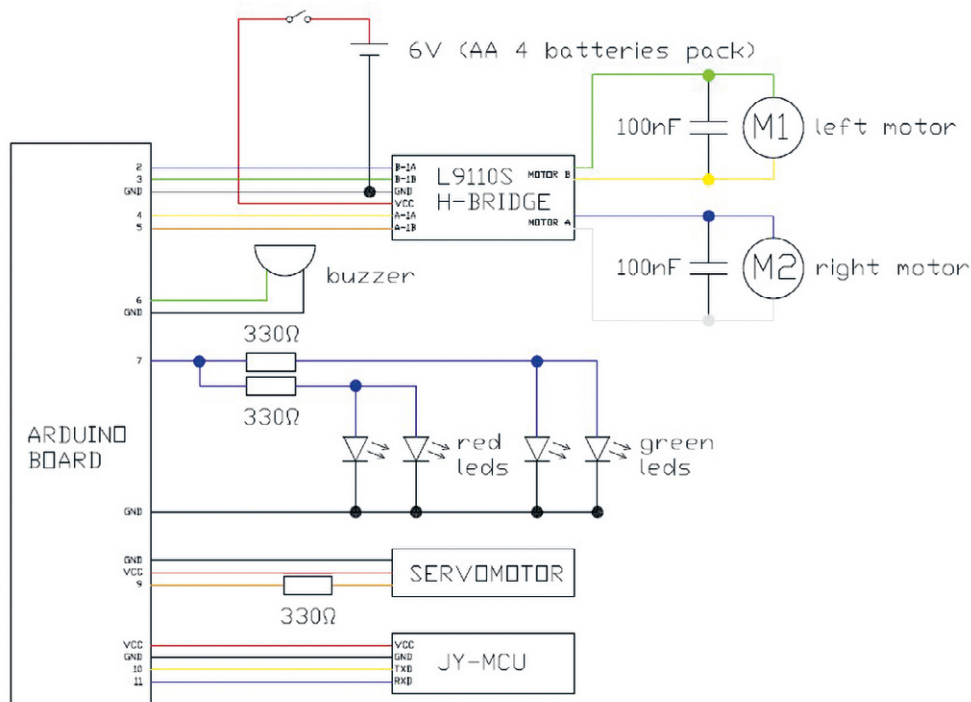 6V (AA 4 batteries pack)
100nF
M1
left motor
2
3
GND
4
5
B-1A
B-1B
GND
VCC
A-1A
A-1B
L9110S
H-BRIDGE
MOTOR B
MOTOR A
100nF
M2
right motor
buzzer
6
GND
330Ω
7
330Ω
ARDUINO
BOARD
red
leds
green
leds
GND
GND
VCC
9
SERVOMOTOR
330Ω
VCC
GND
10
11
VCC
GND
TXD
RXD
JY-MCU